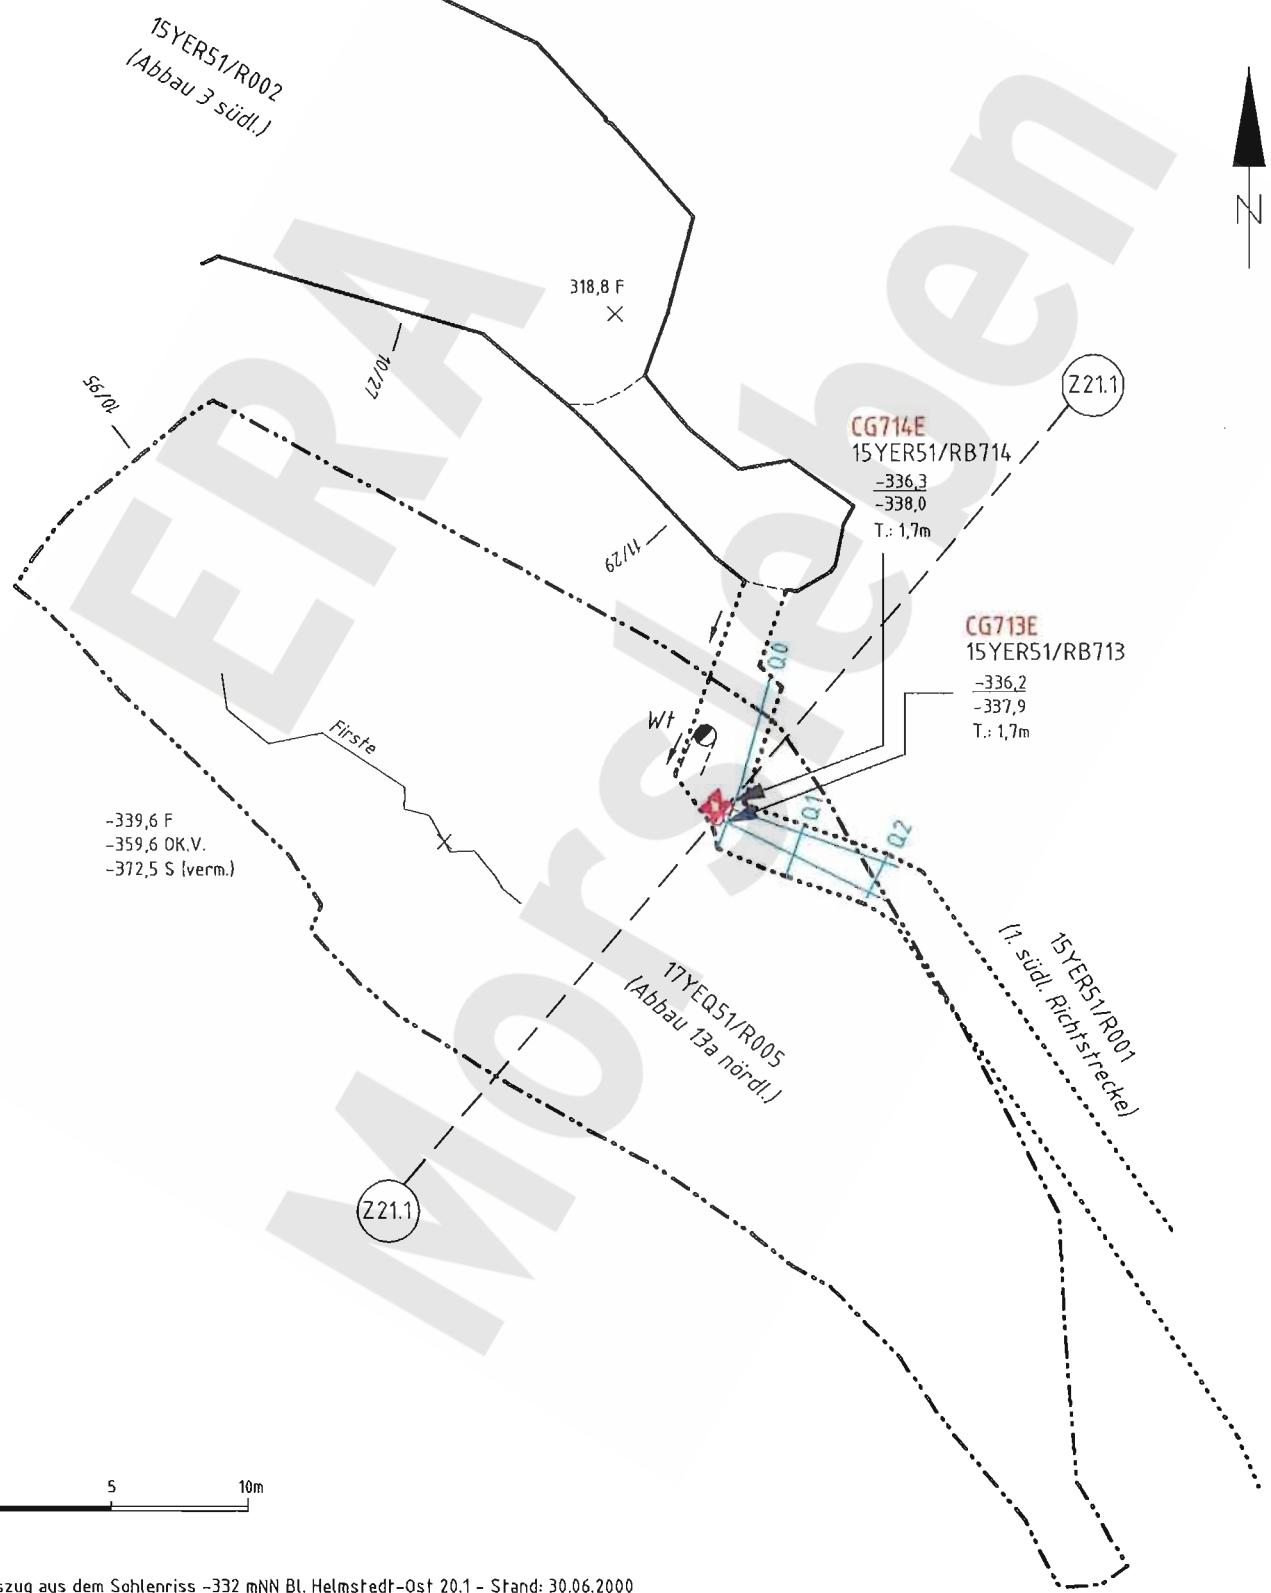 15YER51/R002
(Abbau 3 südl.)
N
318,8 F
10/27
10/95
Z21.1
CG714E
15YER51/RB714
-336,3
-338,0
T.: 1,7m
11/29
CG713E
15YER51/RB713
-336,2
-337,9
T.: 1,7m
Q0
Wt
Firste
Q1
Q2
-339,6 F
-359,6 OK.V.
-372,5 S (verm.)
15YER51/R001
(1. südl. Richtstrecke)
17YEQ51/R005
(Abbau 13a nördl.)
Z21.1
5 10m
szug aus dem Sohlenriss -332 mNN Bl. Helmstedt-Ost 20.1 - Stand: 30.06.2000
ERA
Morsleben